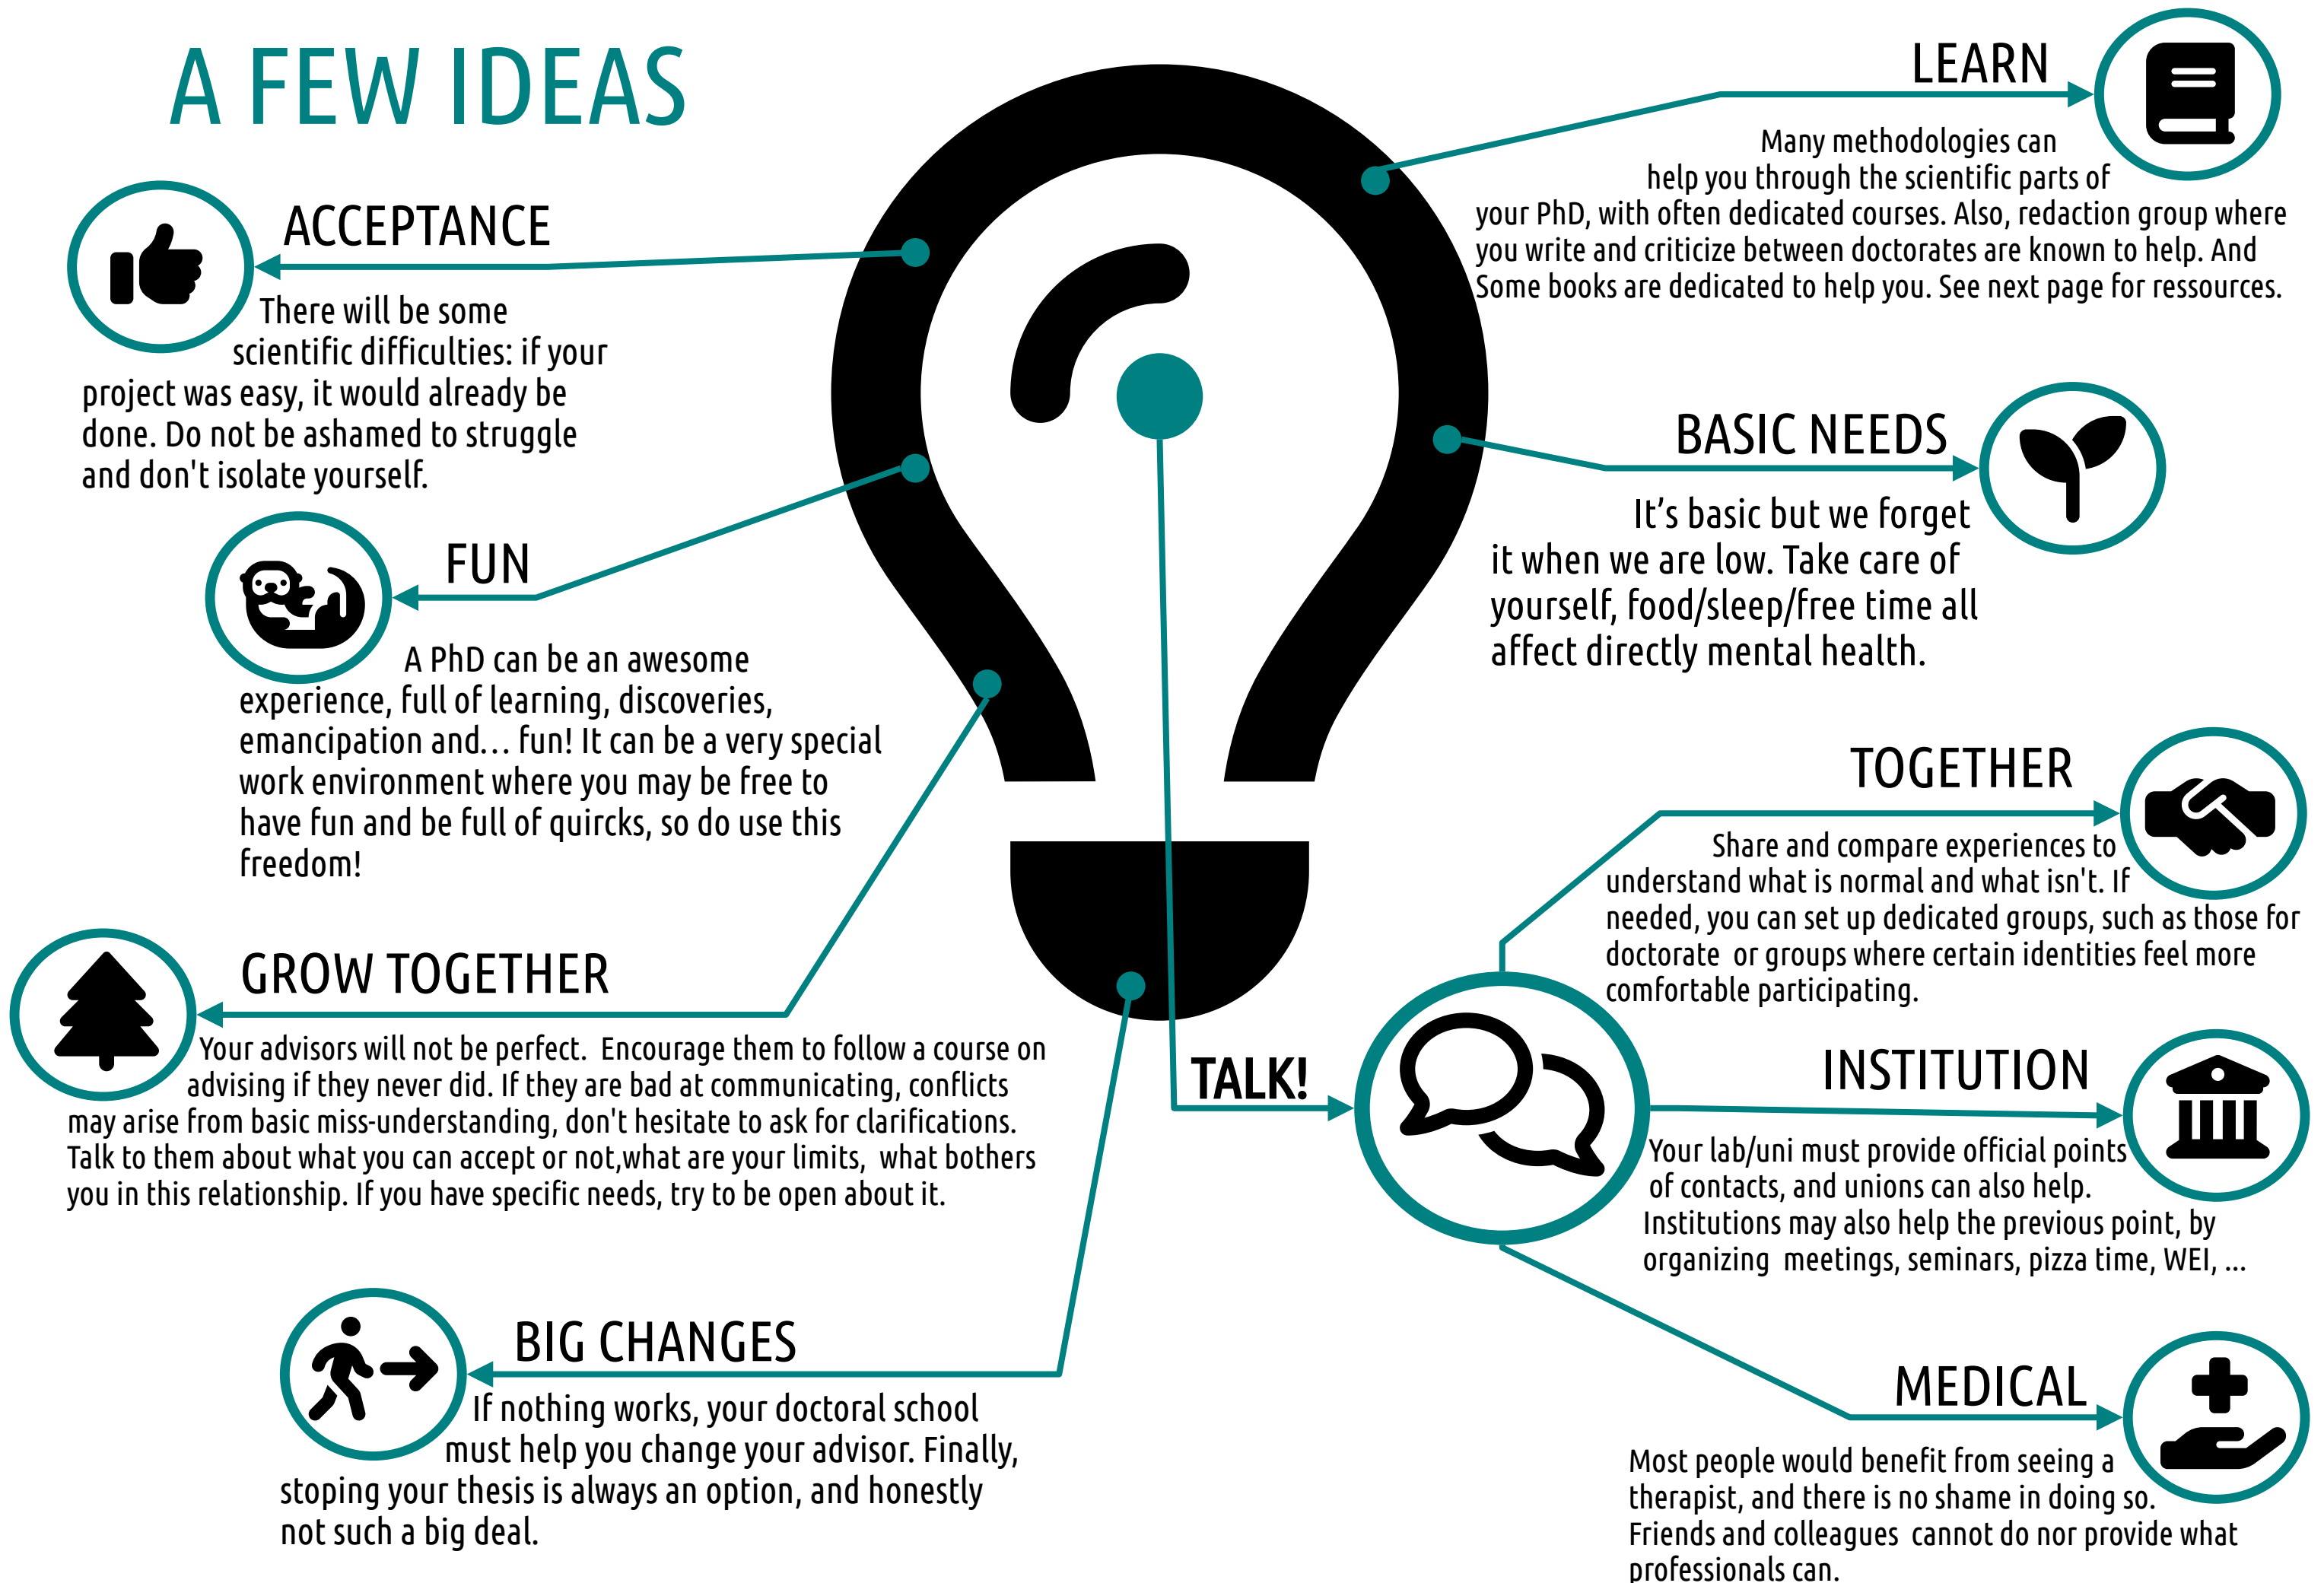 A FEW IDEAS
ACCEPTANCE
There will be some
scientific difficulties: if your
project was easy, it would already be
done. Do not be ashamed to struggle
and don't isolate yourself.
FUN
A PhD can be an awesome
experience, full of learning, discoveries,
emancipation and... fun! It can be a very special
work environment where you may be free to
have fun and be full of quircks, so do use this
freedom!
GROW TOGETHER
Your advisors will not be perfect.  Encourage them to follow a course on
advising if they never did. If they are bad at communicating, conflicts
may arise from basic miss-understanding, don't hesitate to ask for clarifications.
Talk to them about what you can accept or not,what are your limits,  what bothers
you in this relationship. If you have specific needs, try to be open about it.
BIG CHANGES
If nothing works, your doctoral school
must help you change your advisor. Finally,
stoping your thesis is always an option, and honestly
not such a big deal.
LEARN
Many methodologies can
help you through the scientific parts of
your PhD, with often dedicated courses. Also, redaction group where
you write and criticize between doctorates are known to help. And
Some books are dedicated to help you. See next page for ressources.
BASIC NEEDS
It’s basic but we forget
it when we are low. Take care of
yourself, food/sleep/free time all
affect directly mental health.
TALK!
TOGETHER
Share and compare experiences to
understand what is normal and what isn't. If
needed, you can set up dedicated groups, such as those for
doctorate  or groups where certain identities feel more
comfortable participating.
INSTITUTION
Your lab/uni must provide official points
of contacts, and unions can also help.
Institutions may also help the previous point, by
organizing  meetings, seminars, pizza time, WEI, ...
MEDICAL
Most people would benefit from seeing a
therapist, and there is no shame in doing so.
Friends and colleagues  cannot do nor provide what
professionals can.